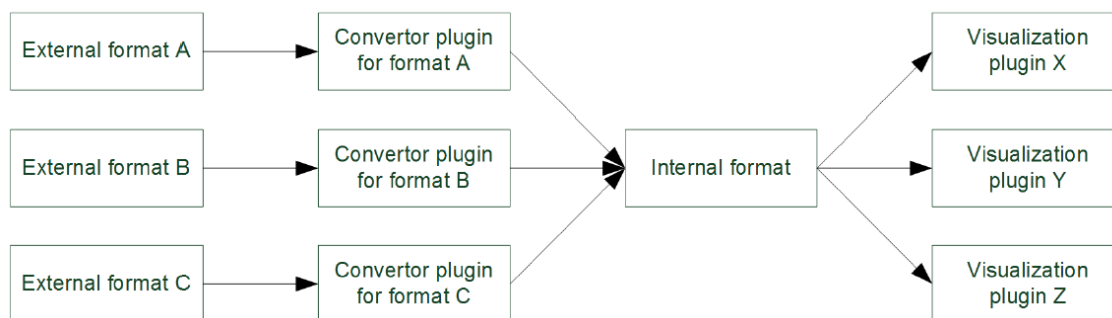 External format A
Convertor plugin
for format A
Visualization
plugin X
External format B
Convertor plugin
for format B
Internal format
Visualization
plugin Y
External format C
Convertor plugin
for format C
Visualization
plugin Z